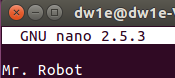 dw1e@dw1e-
GNU nano 2.5.3
Mr. Robot